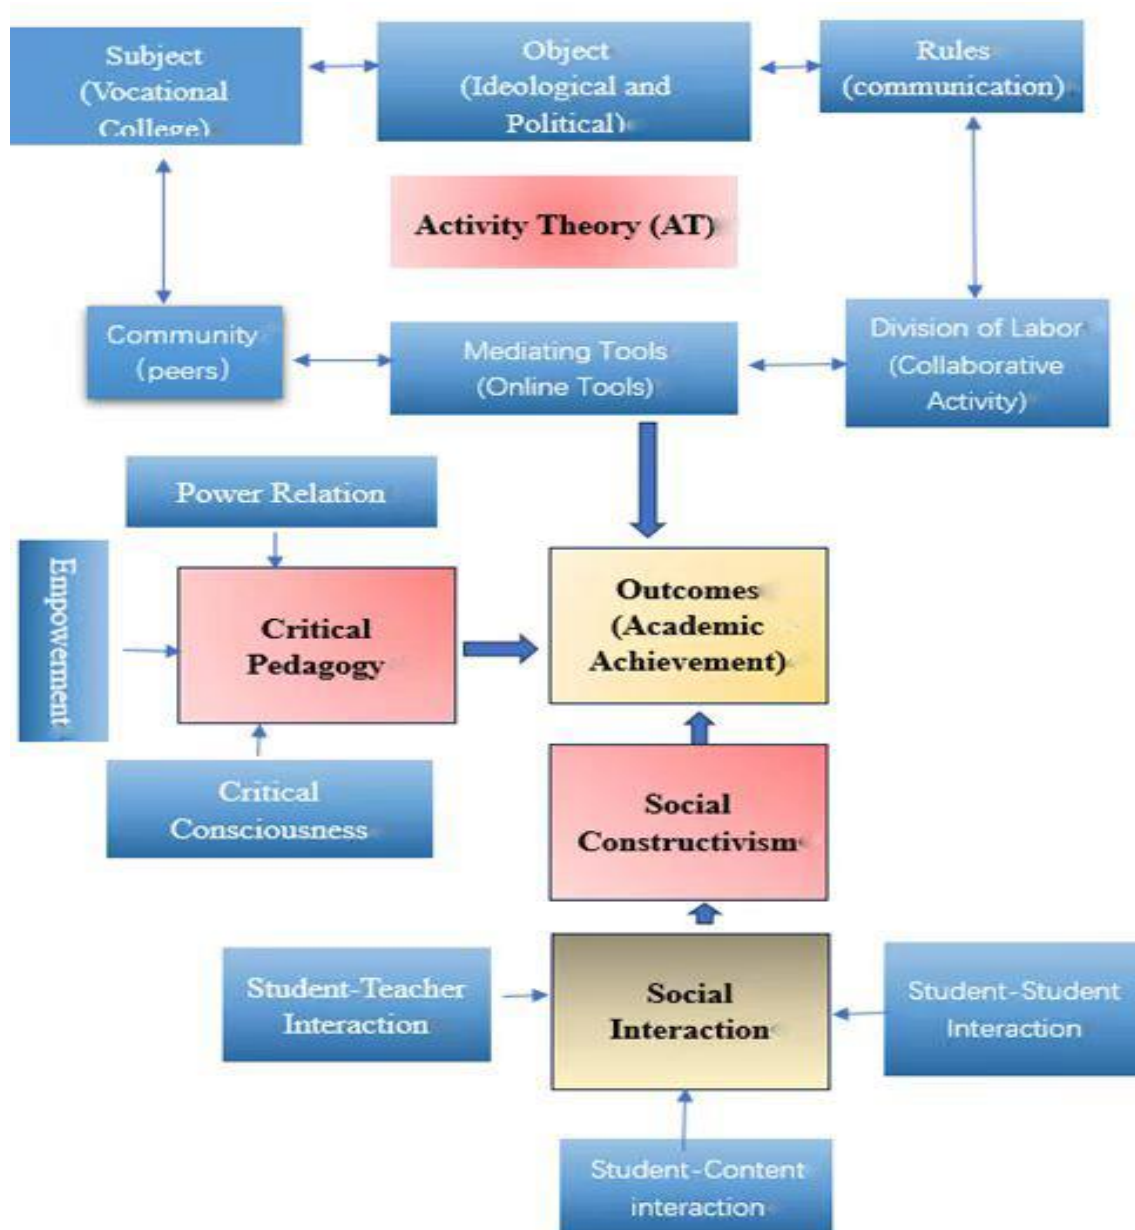 Subject
(Vocational
College)
Object
(Ideological and
Political)
Rules
(communication)
Activity Theory (AT)
Community
(peers)
Mediating Tools
(Online Tools)
Division of Labor
(Collaborative
Activity)
Power Relation
Empowerment
Critical
Pedagogy
Outcomes
(Academic
Achievement)
Critical
Consciousness
Social
Constructivism
Student-Teacher
Interaction
Social
Interaction
Student-Student
Interaction
Student-Content
interaction